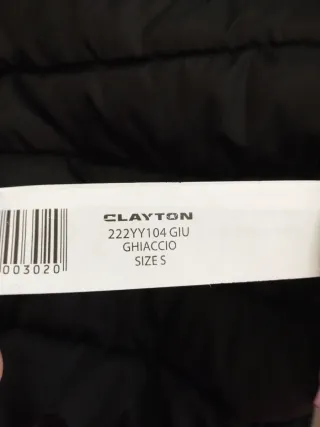 CLAYTON
222YY104 GIU
GHIACCIO
SIZE S
003020